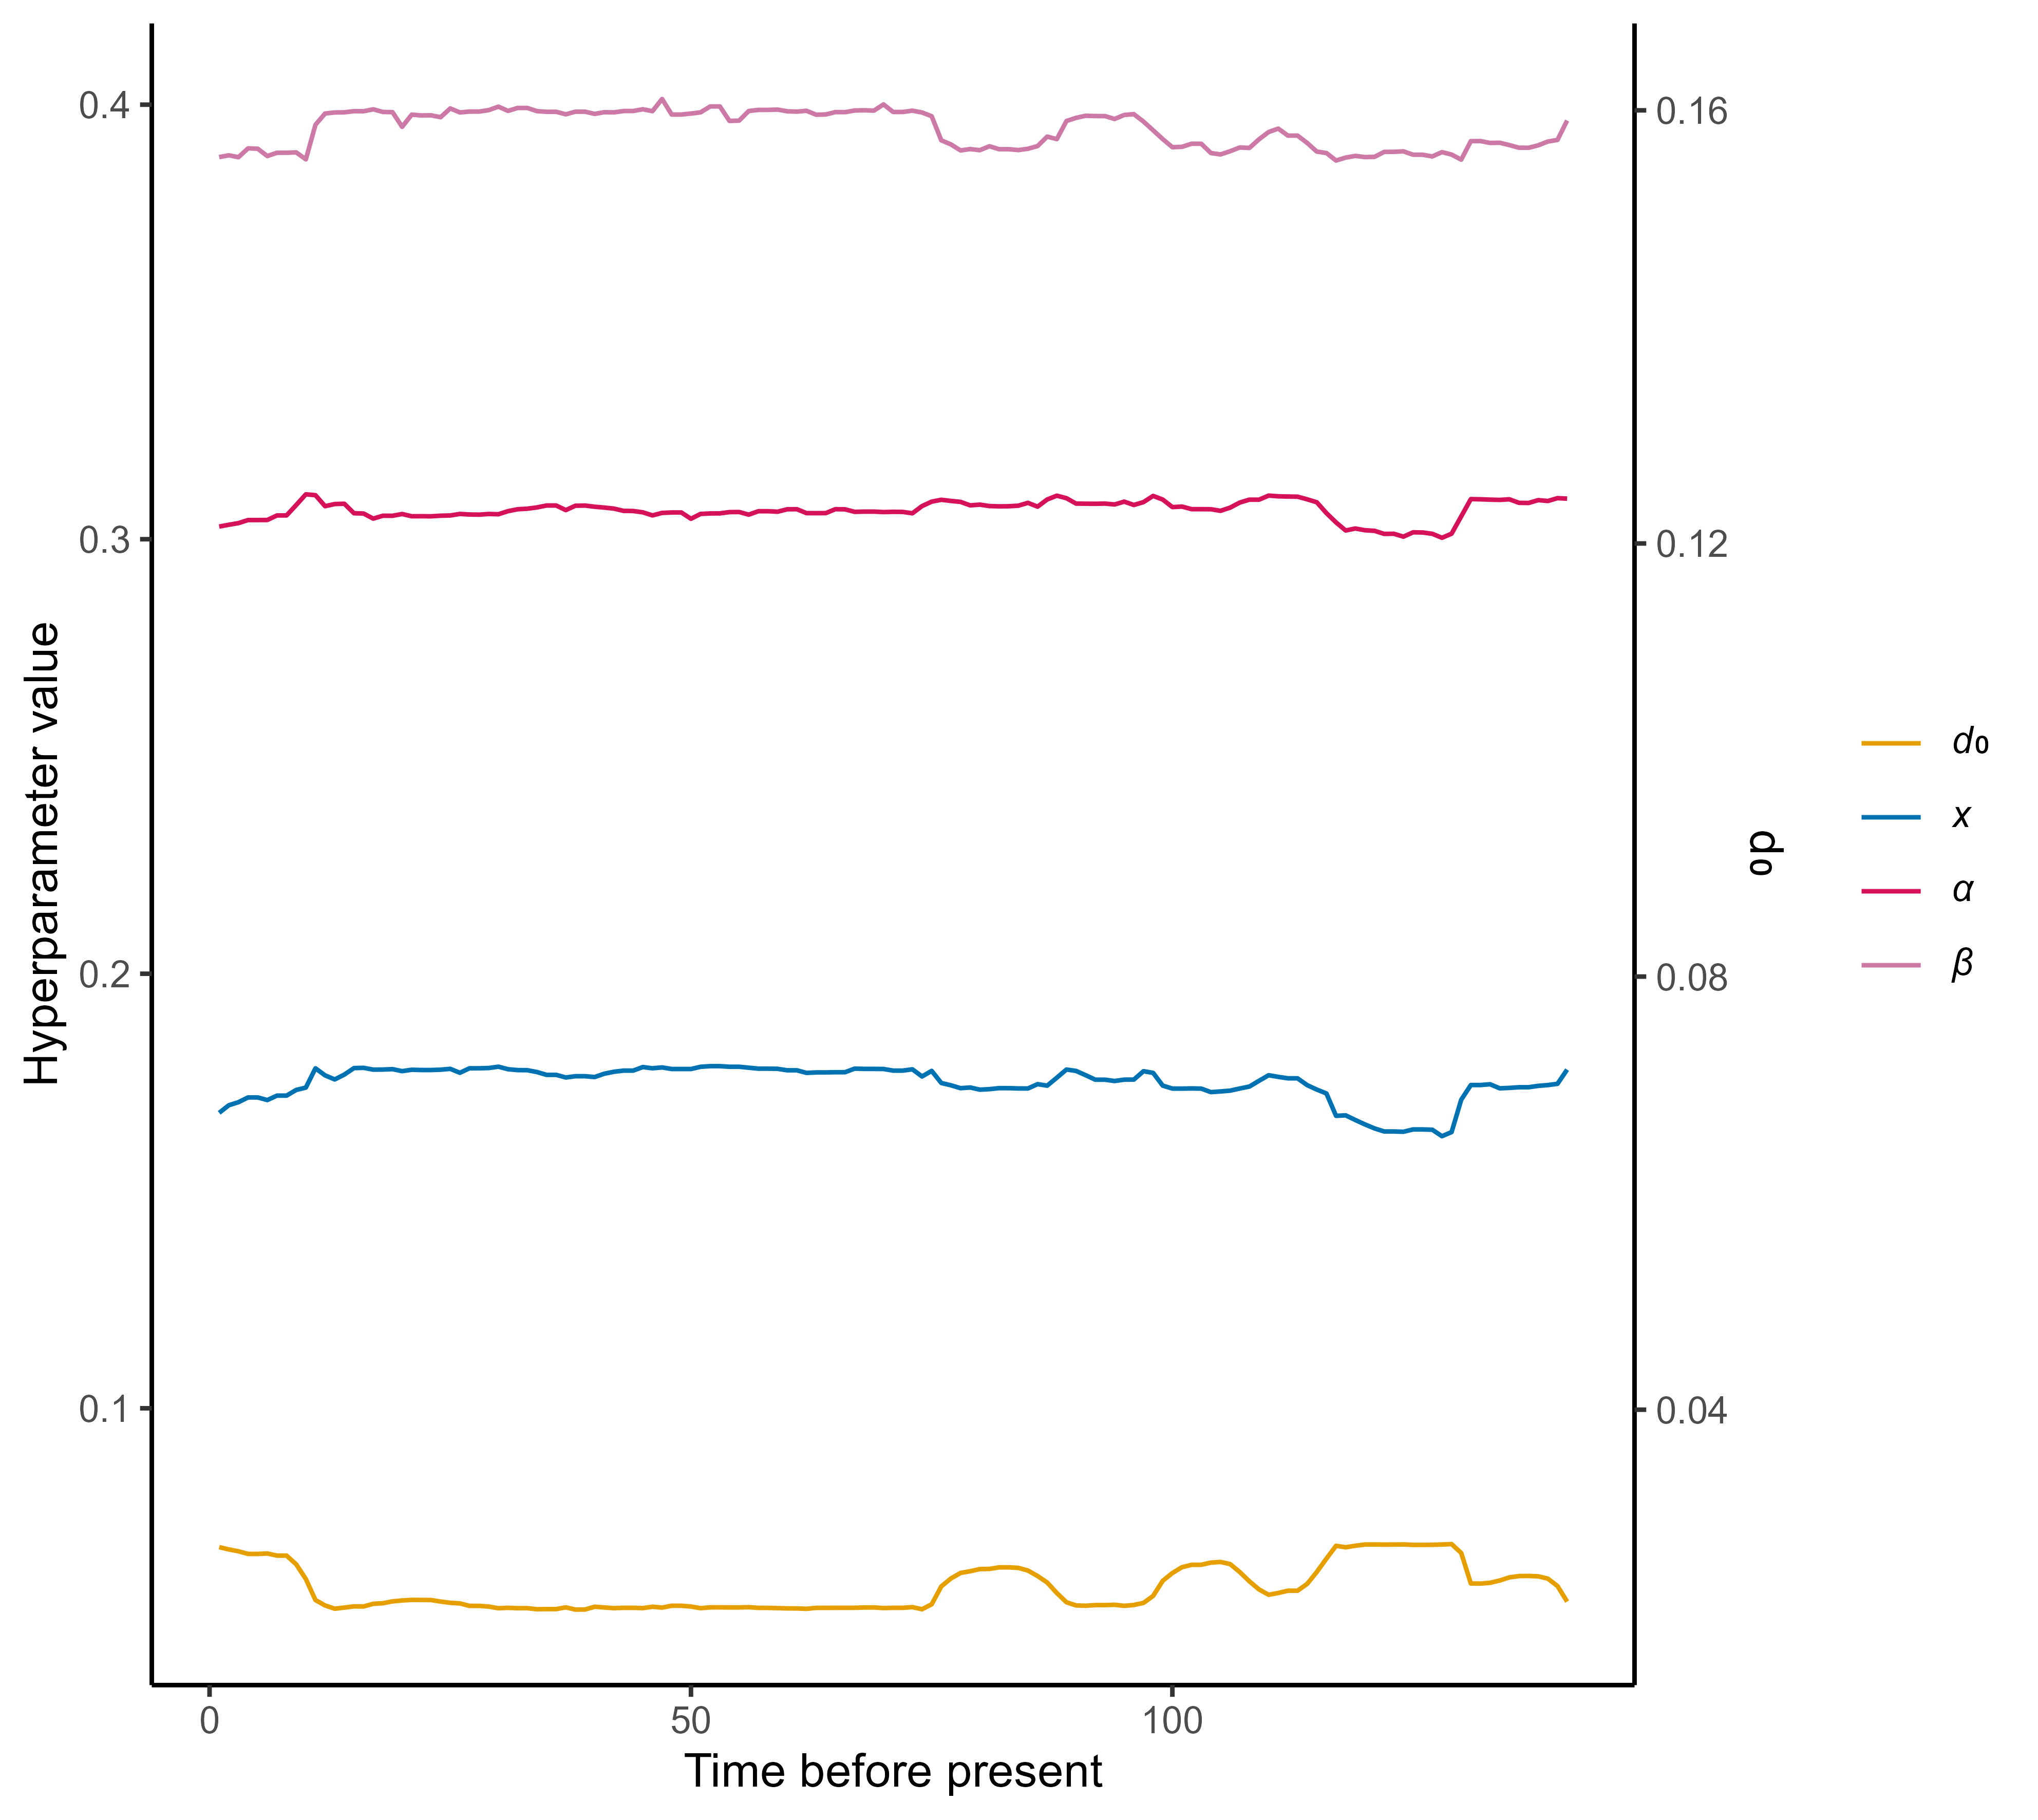 Hyperparameter value
0.4
0.3
0.2
0.1
0
50
100
Time before present
0.16
0.12
0.08
0.04
d₀
d₀
x
α
β